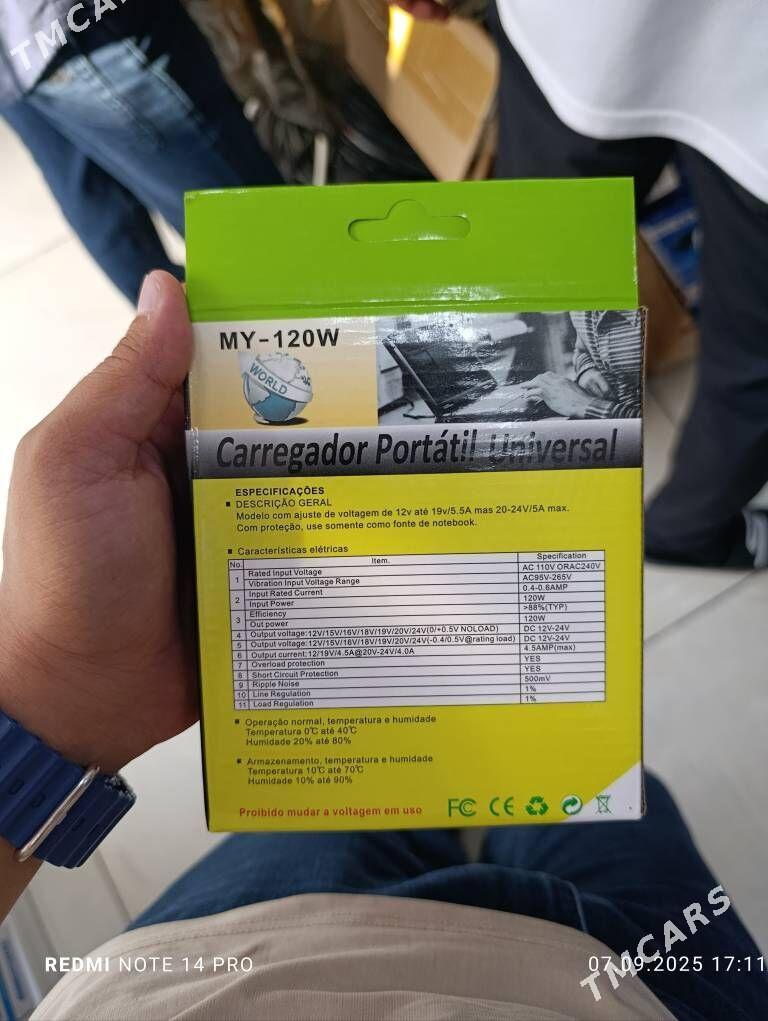 TMCARS
MY-120W
WORLD
Carregador Portátil Universal
ESPECIFICAÇÕES
DESCRIÇÃO GERAL
Modelo com ajuste de voltagem de 12v até 19v/5.5A mas 20-24V/5A max.
Com proteção, use somente como fonte de notebook.
Características elétricas
No. Item. Specification
1 Rated Input Voltage AC 110V ORAC240V
Vibration Input Voltage Range AC95V-265V
2 Input Rated Current 0.4-0.6AMP
Input Power 120W
3 Efficiency >88%(TYP)
Out power 120W
4 Output voltage:12V/15V/16V/18V/19V/20V/24V(0/+0.5V NOLOAD) DC 12V-24V
5 Output voltage:12V/15V/16V/18V/19V/20V/24V(-0.4/0.5V@rating load) DC 12V-24V
6 Output current:12/19V/4.5A@20V-24V/4.0A 4.5AMP(max)
7 Overload protection YES
8 Short Circuit Protection YES
9 Ripple Noise 500mV
10 Line Regulation 1%
11 Load Regulation 1%
Operação normal, temperatura e humidade
Temperatura 0℃ até 40℃
Humidade 20% até 80%
Armazenamento, temperatura e humidade
Temperatura 10℃ até 70℃
Humidade 10% até 90%
Proibido mudar a voltagem em uso
FC CE
REDMI NOTE 14 PRO
07.09.2025 17:11
TMCARS